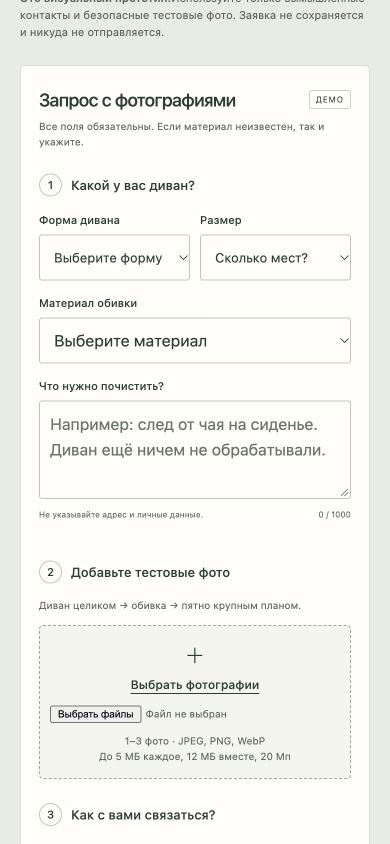 Это визуальный прототип. Используйте только вымышленные
контакты и безопасные тестовые фото. Заявка не сохраняется
и никуда не отправляется.
Запрос с фотографиями
ДЕМО
Все поля обязательны. Если материал неизвестен, так и
укажите.
1 Какой у вас диван?
Форма дивана Размер
Выберите форму Сколько мест?
Материал обивки
Выберите материал
Что нужно почистить?
Например: след от чая на сиденье.
Диван ещё ничем не обрабатывали.
Не указывайте адрес и личные данные. 0 / 1000
2 Добавьте тестовые фото
Диван целиком → обивка → пятно крупным планом.
+
Выбрать фотографии
Выбрать файлы Файл не выбран
1–3 фото · JPEG, PNG, WebP
До 5 МБ каждое, 12 МБ вместе, 20 Мп
3 Как с вами связаться?